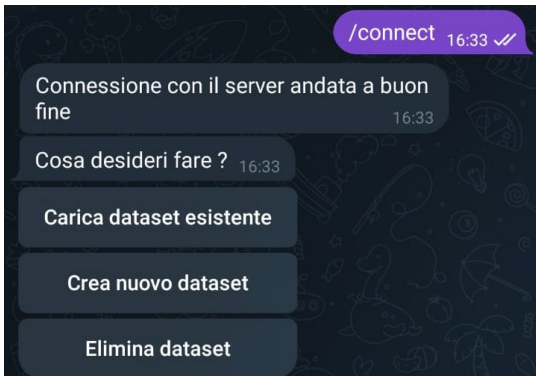 /connect 16:33
Connessione con il server andata a buon
fine 16:33
Cosa desideri fare ? 16:33
Carica dataset esistente
Crea nuovo dataset
Elimina dataset